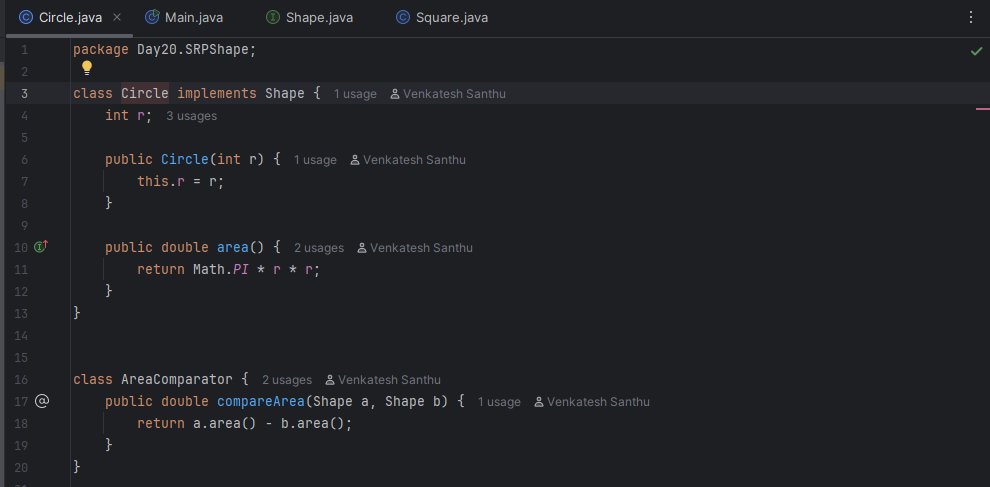 Circle.java × Main.java Shape.java Square.java
1 package Day20.SRPShape;
2
3 class Circle implements Shape { 1 usage Venkatesh Santhu
4 int r; 3 usages
5
6 public Circle(int r) { 1 usage Venkatesh Santhu
7 this.r = r;
8 }
9
10 public double area() { 2 usages Venkatesh Santhu
11 return Math.PI * r * r;
12 }
13 }
14
15
16 class AreaComparator { 2 usages Venkatesh Santhu
17 public double compareArea(Shape a, Shape b) { 1 usage Venkatesh Santhu
18 return a.area() - b.area();
19 }
20 }